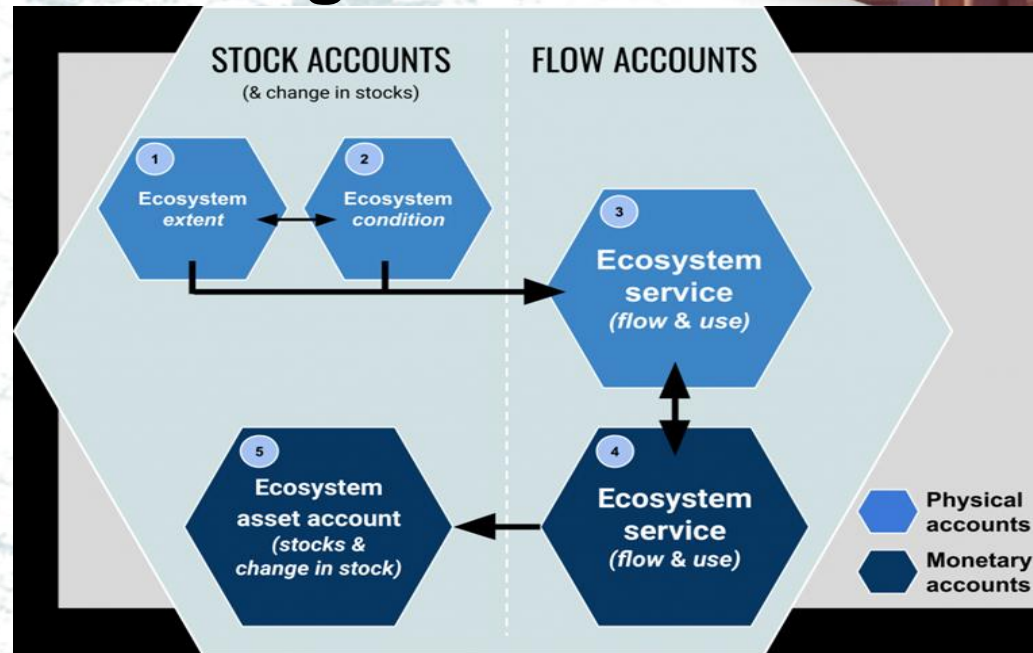 STOCK ACCOUNTS
(& change in stocks)
FLOW ACCOUNTS
1
Ecosystem
extent
2
Ecosystem
condition
3
Ecosystem
service
(flow & use)
5
Ecosystem
asset account
(stocks &
change in stock)
4
Ecosystem
service
(flow & use)
Physical
accounts
Monetary
accounts